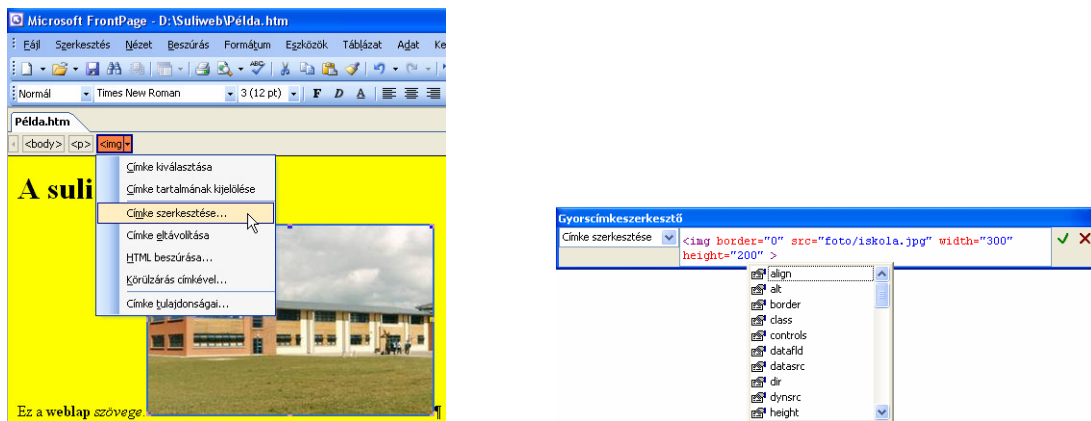 Microsoft FrontPage - D:\Suliweb\Példa.htm
Fájl Szerkesztés Nézet Beszúrás Formátum Eszközök Táblázat Adat Ke
ABC
Normál Times New Roman 3 (12 pt) F D A
Példa.htm
<body> <p> <img
Címke kiválasztása
Címke tartalmának kijelölése
A suli
Címke szerkesztése...
Címke eltávolítása
HTML beszúrása...
Körülzárás címkével...
Címke tulajdonságai...
Ez a weblap szövege. ¶
Gyorscímkeszerkesztő
Címke szerkesztése <img border="0" src="foto/iskola.jpg" width="300"
height="200" >
align
alt
border
class
controls
datafld
datasrc
dir
dynsrc
height